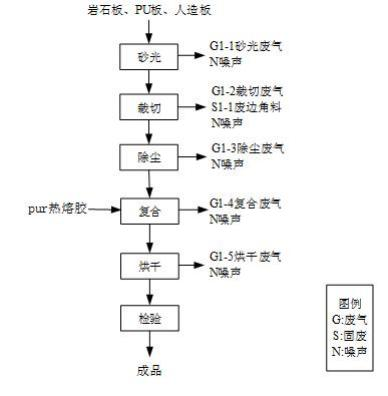 岩石板、PU板、人造板
砂光
G1-1砂光废气
N噪声
裁切
G1-2裁切废气
S1-1废边角料
N噪声
除尘
G1-3除尘废气
N噪声
pur热熔胶
复合
G1-4复合废气
N噪声
烘干
G1-5烘干废气
N噪声
检验
成品
图例
G:废气
S:固废
N:噪声